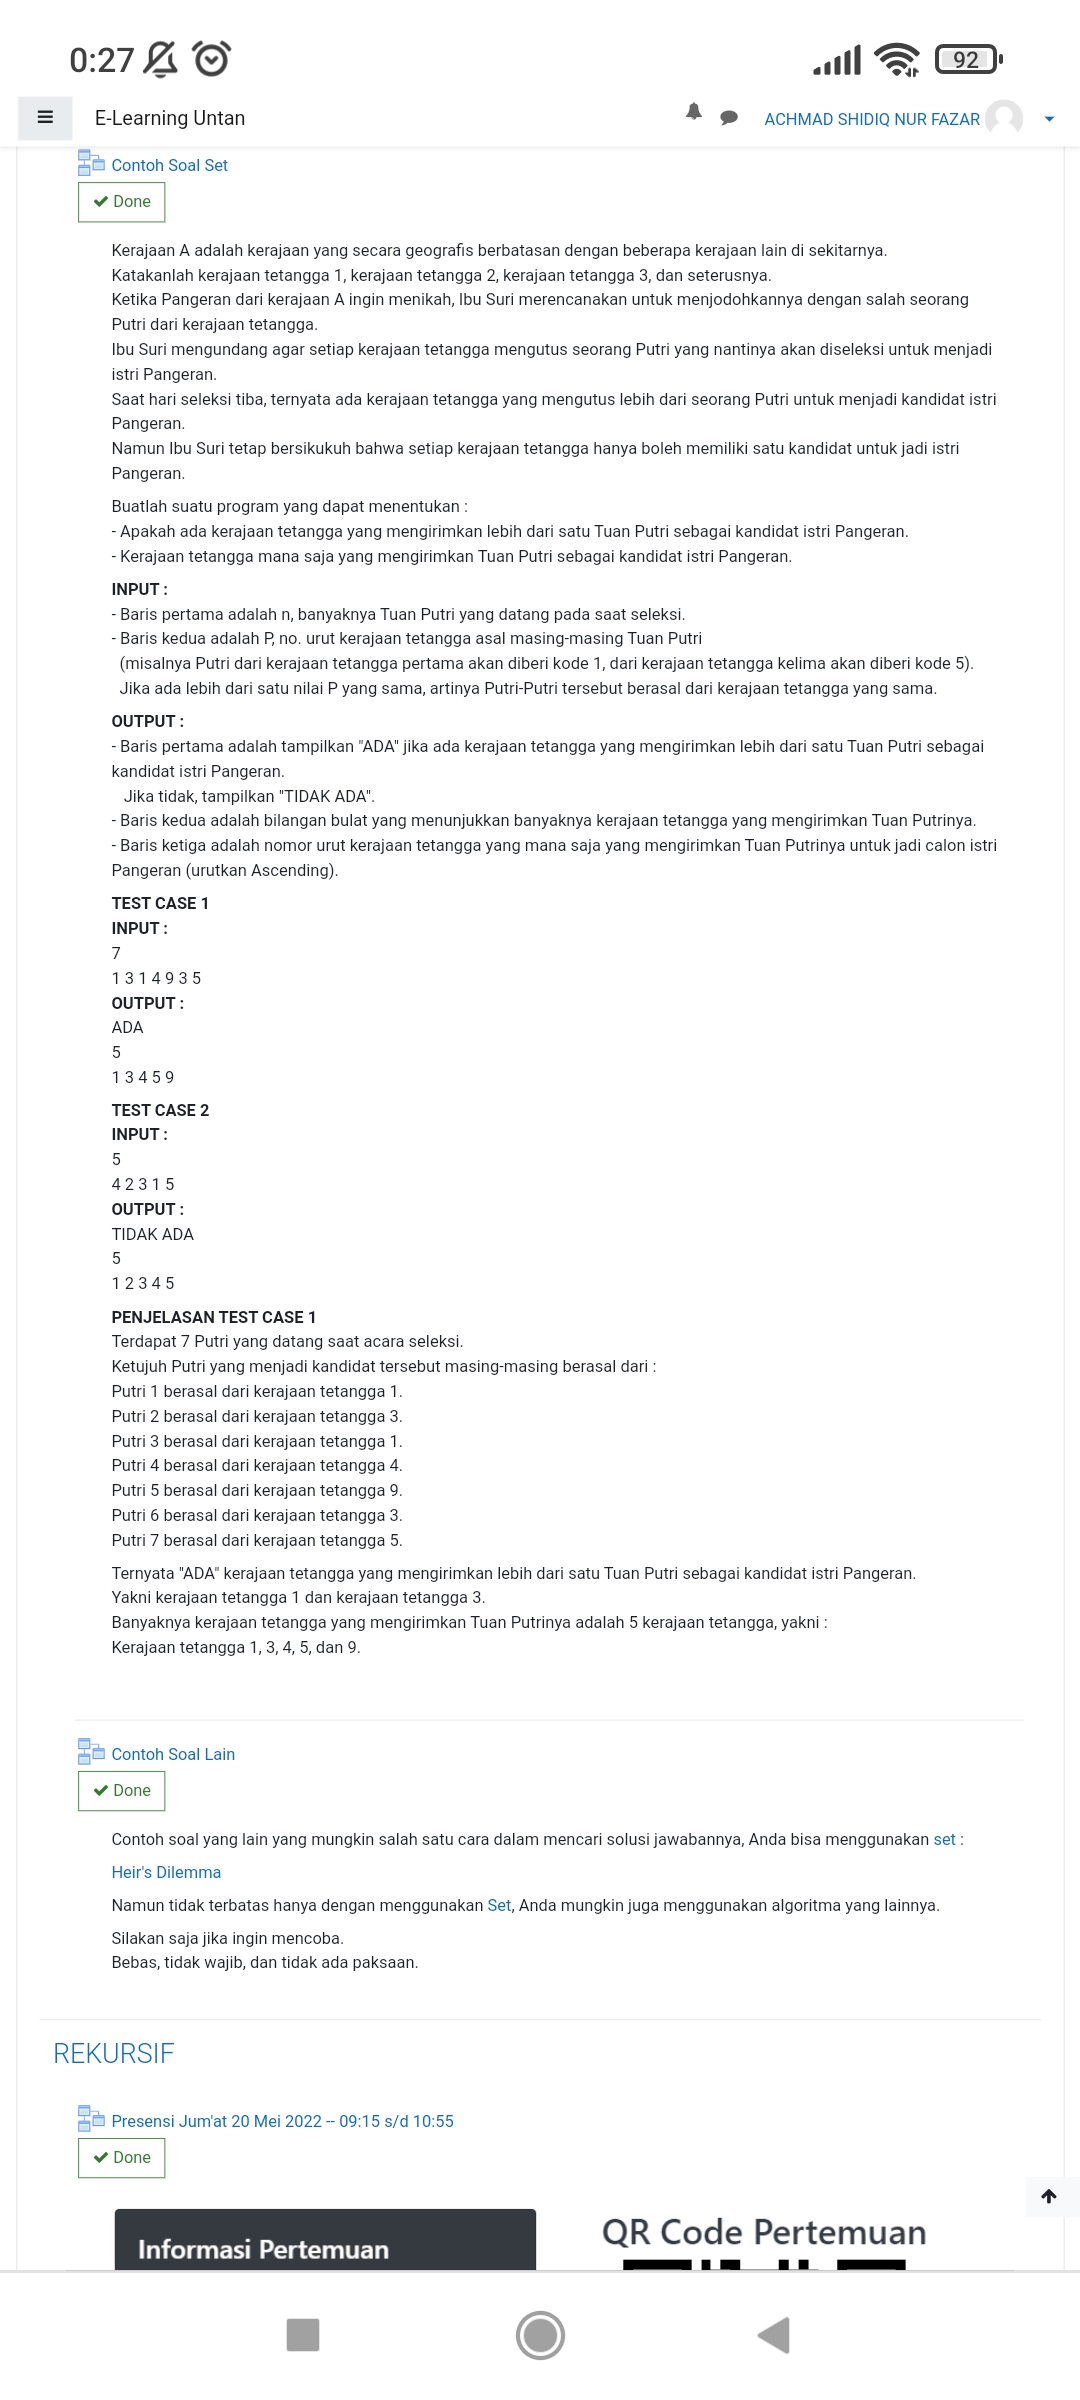 0:27
92
E-Learning Untan
ACHMAD SHIDIQ NUR FAZAR
Contoh Soal Set
Done
Kerajaan A adalah kerajaan yang secara geografis berbatasan dengan beberapa kerajaan lain di sekitarnya.
Katakanlah kerajaan tetangga 1, kerajaan tetangga 2, kerajaan tetangga 3, dan seterusnya.
Ketika Pangeran dari kerajaan A ingin menikah, Ibu Suri merencanakan untuk menjodohkannya dengan salah seorang
Putri dari kerajaan tetangga.
Ibu Suri mengundang agar setiap kerajaan tetangga mengutus seorang Putri yang nantinya akan diseleksi untuk menjadi
istri Pangeran.
Saat hari seleksi tiba, ternyata ada kerajaan tetangga yang mengutus lebih dari seorang Putri untuk menjadi kandidat istri
Pangeran.
Namun Ibu Suri tetap bersikukuh bahwa setiap kerajaan tetangga hanya boleh memiliki satu kandidat untuk jadi istri
Pangeran.
Buatlah suatu program yang dapat menentukan :
- Apakah ada kerajaan tetangga yang mengirimkan lebih dari satu Tuan Putri sebagai kandidat istri Pangeran.
- Kerajaan tetangga mana saja yang mengirimkan Tuan Putri sebagai kandidat istri Pangeran.
INPUT :
- Baris pertama adalah n, banyaknya Tuan Putri yang datang pada saat seleksi.
- Baris kedua adalah P, no. urut kerajaan tetangga asal masing-masing Tuan Putri
(misalnya Putri dari kerajaan tetangga pertama akan diberi kode 1, dari kerajaan tetangga kelima akan diberi kode 5).
Jika ada lebih dari satu nilai P yang sama, artinya Putri-Putri tersebut berasal dari kerajaan tetangga yang sama.
OUTPUT :
- Baris pertama adalah tampilkan "ADA" jika ada kerajaan tetangga yang mengirimkan lebih dari satu Tuan Putri sebagai
kandidat istri Pangeran.
Jika tidak, tampilkan "TIDAK ADA".
- Baris kedua adalah bilangan bulat yang menunjukkan banyaknya kerajaan tetangga yang mengirimkan Tuan Putrinya.
- Baris ketiga adalah nomor urut kerajaan tetangga yang mana saja yang mengirimkan Tuan Putrinya untuk jadi calon istri
Pangeran (urutkan Ascending).
TEST CASE 1
INPUT :
7
1 3 1 4 9 3 5
OUTPUT :
ADA
5
1 3 4 5 9
TEST CASE 2
INPUT :
5
4 2 3 1 5
OUTPUT :
TIDAK ADA
5
1 2 3 4 5
PENJELASAN TEST CASE 1
Terdapat 7 Putri yang datang saat acara seleksi.
Ketujuh Putri yang menjadi kandidat tersebut masing-masing berasal dari :
Putri 1 berasal dari kerajaan tetangga 1.
Putri 2 berasal dari kerajaan tetangga 3.
Putri 3 berasal dari kerajaan tetangga 1.
Putri 4 berasal dari kerajaan tetangga 4.
Putri 5 berasal dari kerajaan tetangga 9.
Putri 6 berasal dari kerajaan tetangga 3.
Putri 7 berasal dari kerajaan tetangga 5.
Ternyata "ADA" kerajaan tetangga yang mengirimkan lebih dari satu Tuan Putri sebagai kandidat istri Pangeran.
Yakni kerajaan tetangga 1 dan kerajaan tetangga 3.
Banyaknya kerajaan tetangga yang mengirimkan Tuan Putrinya adalah 5 kerajaan tetangga, yakni :
Kerajaan tetangga 1, 3, 4, 5, dan 9.
Contoh Soal Lain
Done
Contoh soal yang lain yang mungkin salah satu cara dalam mencari solusi jawabannya, Anda bisa menggunakan set :
Heir's Dilemma
Namun tidak terbatas hanya dengan menggunakan Set, Anda mungkin juga menggunakan algoritma yang lainnya.
Silakan saja jika ingin mencoba.
Bebas, tidak wajib, dan tidak ada paksaan.
REKURSIF
Presensi Jum'at 20 Mei 2022 -- 09:15 s/d 10:55
Done
Informasi Pertemuan
QR Code Pertemuan